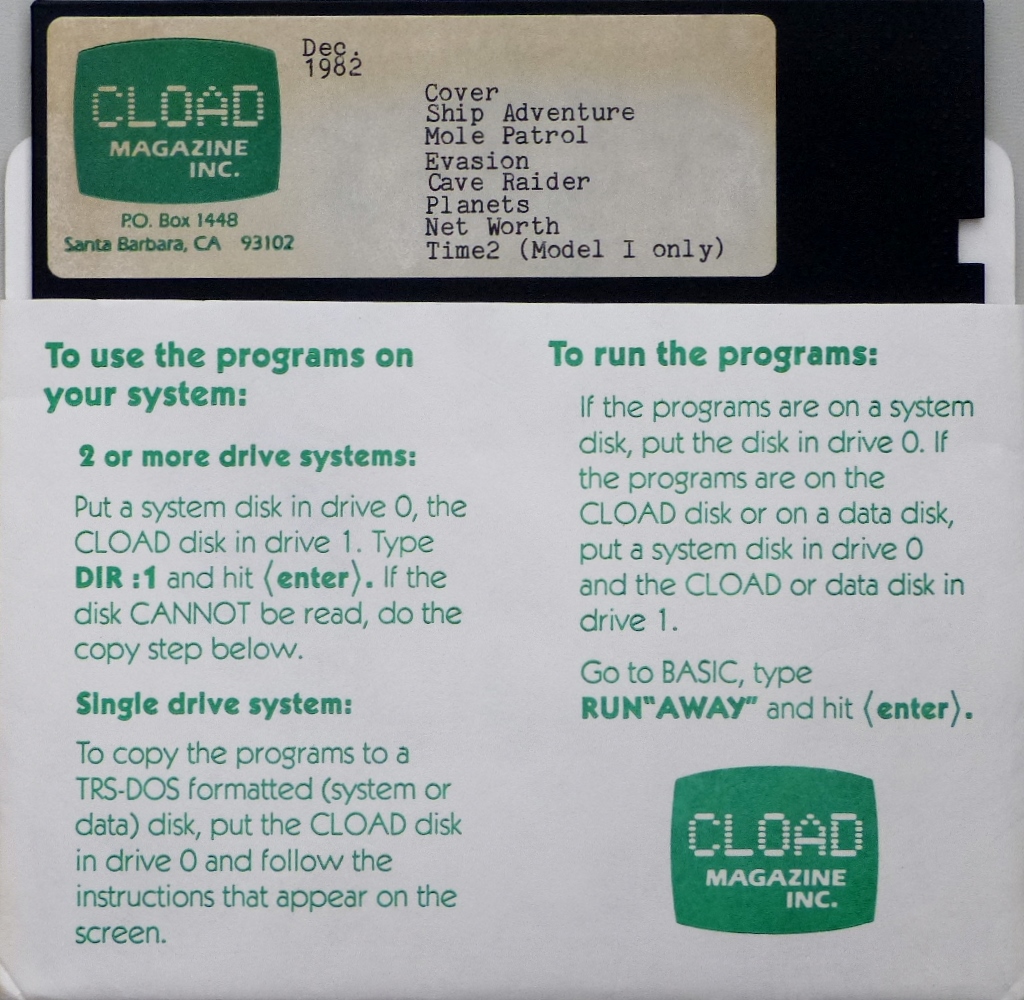 CLOAD
MAGAZINE
INC.
P.O. Box 1448
Santa Barbara, CA 93102
Dec.
1982
Cover
Ship Adventure
Mole Patrol
Evasion
Cave Raider
Planets
Net Worth
Time2 (Model I only)
To use the programs on
your system:
2 or more drive systems:
Put a system disk in drive 0, the
CLOAD disk in drive 1. Type
DIR :1 and hit ⟨enter⟩. If the
disk CANNOT be read, do the
copy step below.
Single drive system:
To copy the programs to a
TRS-DOS formatted (system or
data) disk, put the CLOAD disk
in drive 0 and follow the
instructions that appear on the
screen.
To run the programs:
If the programs are on a system
disk, put the disk in drive 0. If
the programs are on the
CLOAD disk or on a data disk,
put a system disk in drive 0
and the CLOAD or data disk in
drive 1.
Go to BASIC, type
RUN"AWAY" and hit ⟨enter⟩.
CLOAD
MAGAZINE
INC.